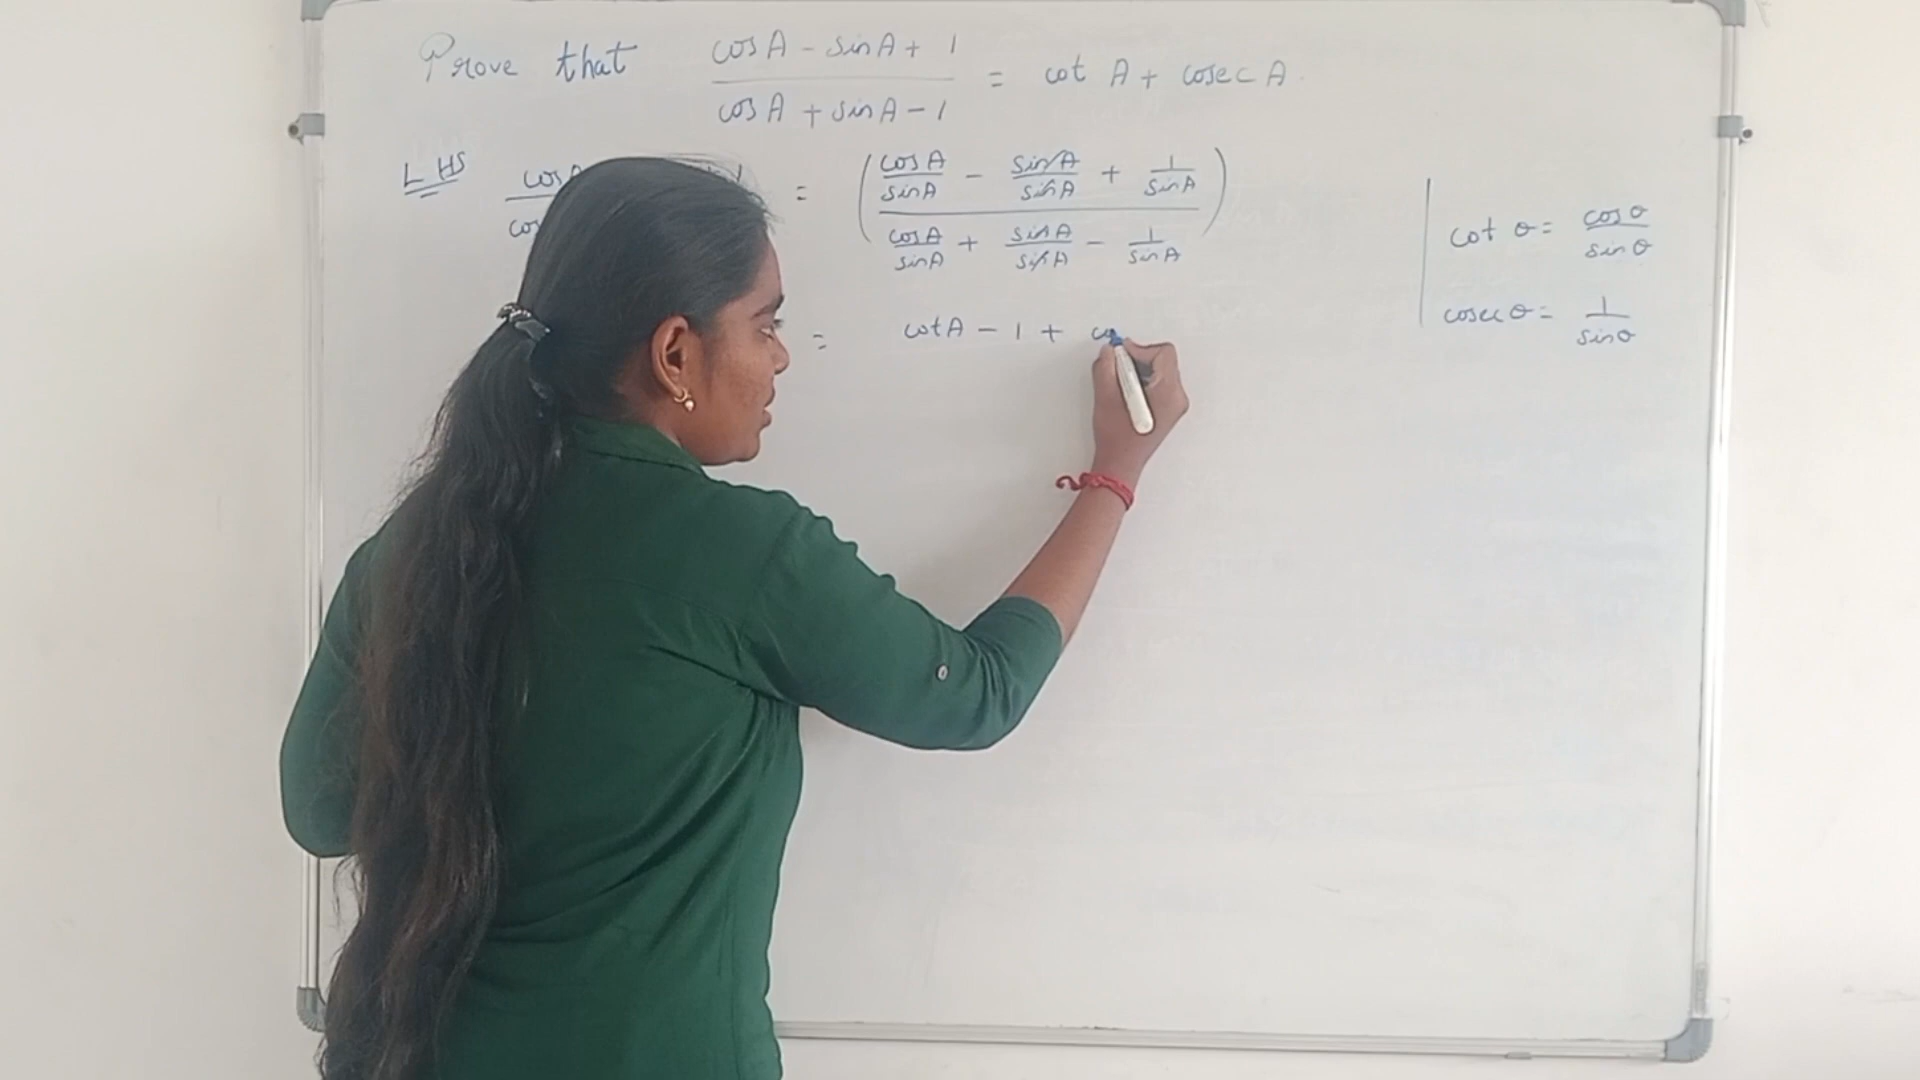 Prove that (cos A - sin A + 1) / (cos A + sin A - 1) = cot A + cosec A
LHS = ((cos A / sin A - sin A / sin A + 1 / sin A) / (cos A / sin A + sin A / sin A - 1 / sin A))
= cot A - 1 +
cot θ = cos θ / sin θ
cosec θ = 1 / sin θ